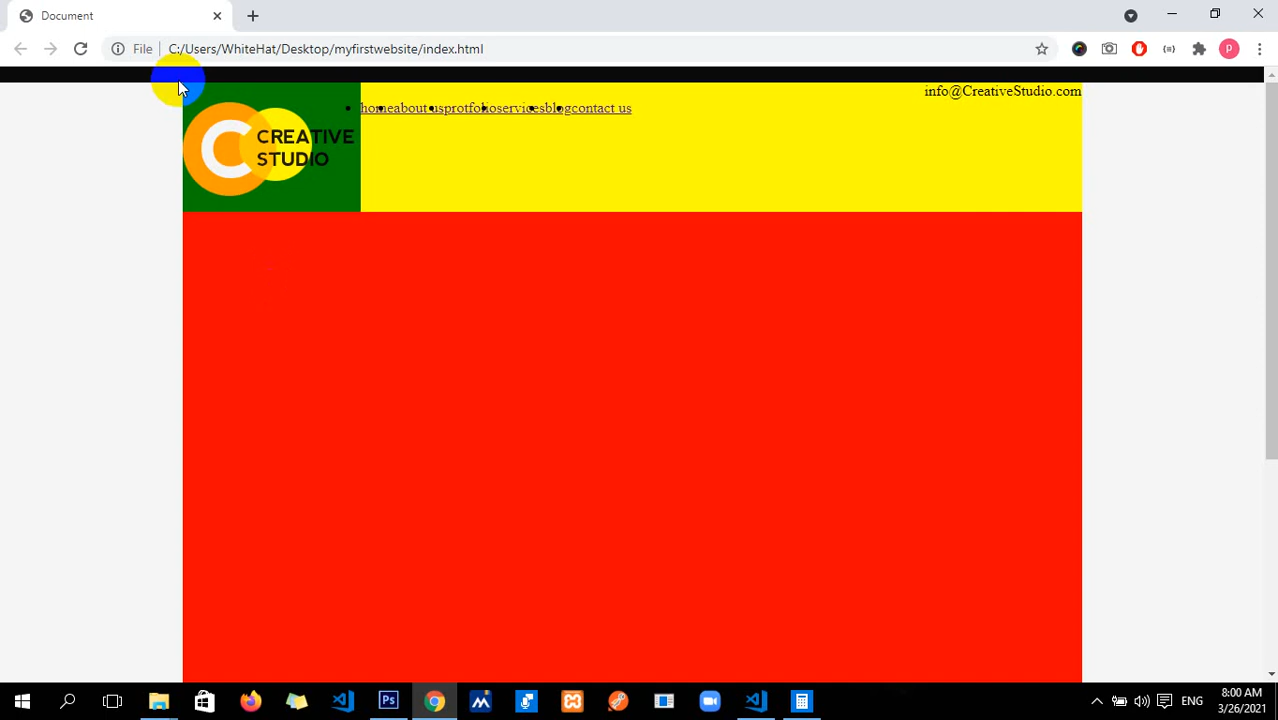 Document
File
C:/Users/WhiteHat/Desktop/myfirstwebsite/index.html
info@CreativeStudio.com
homeabout usprotfolioservicesblogcontact us
CREATIVE
STUDIO
Ps
ENG
8:00 AM
3/26/2021